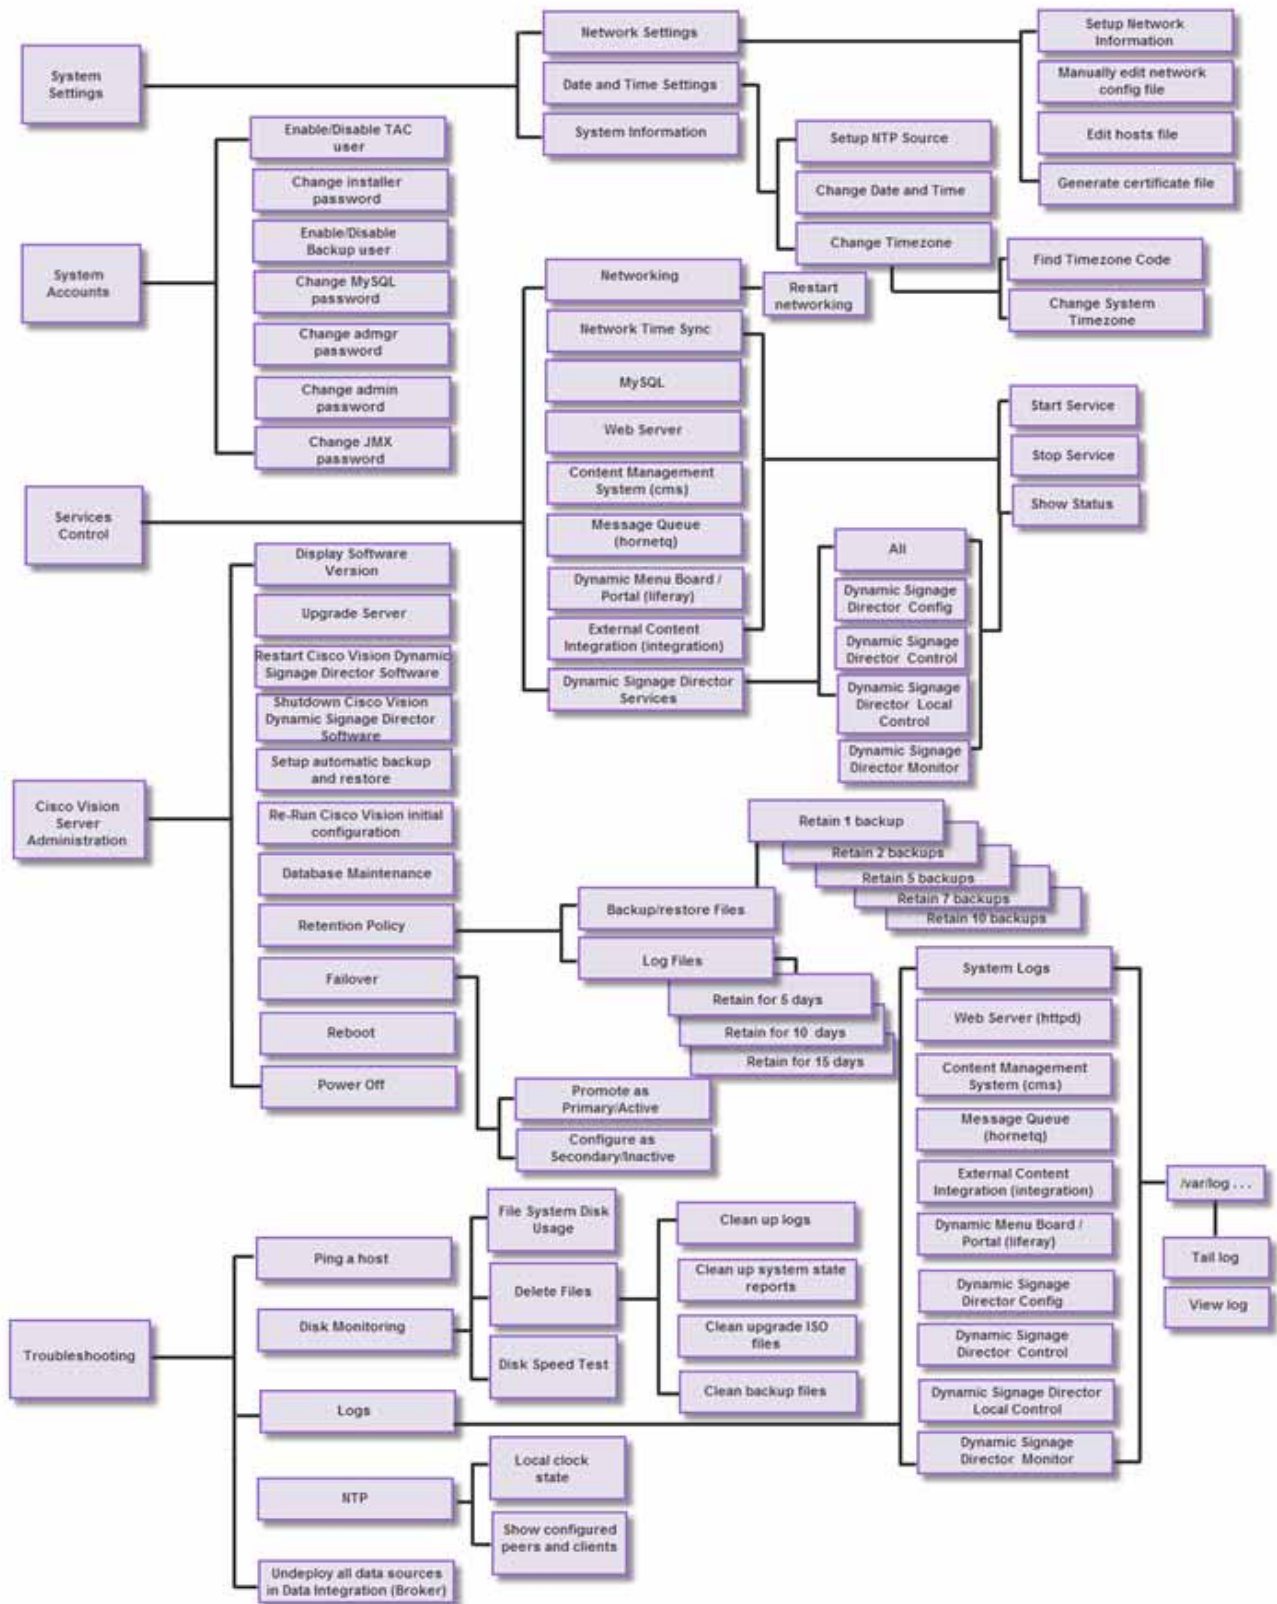 System
Settings
Network Settings
Date and Time Settings
System Information
Setup Network
Information
Manually edit network
config file
Edit hosts file
Generate certificate file
Setup NTP Source
Change Date and Time
Change Timezone
Find Timezone Code
Change System
Timezone
System
Accounts
Enable/Disable TAC
user
Change installer
password
Enable/Disable
Backup user
Change MySQL
password
Change admgr
password
Change admin
password
Change JMX
password
Services
Control
Networking
Restart
networking
Network Time Sync
MySQL
Web Server
Content Management
System (cms)
Message Queue
(hornetq)
Dynamic Menu Board /
Portal (liferay)
External Content
Integration (integration)
Dynamic Signage Director
Services
Start Service
Stop Service
Show Status
All
Dynamic Signage
Director Config
Dynamic Signage
Director Control
Dynamic Signage
Director Local
Control
Dynamic Signage
Director Monitor
Cisco Vision
Server
Administration
Display Software
Version
Upgrade Server
Restart Cisco Vision Dynamic
Signage Director Software
Shutdown Cisco Vision
Dynamic Signage Director
Software
Setup automatic backup
and restore
Re-Run Cisco Vision initial
configuration
Database Maintenance
Retention Policy
Failover
Reboot
Power Off
Backup/restore Files
Log Files
Retain 1 backup
Retain 2 backups
Retain 5 backups
Retain 7 backups
Retain 10 backups
Retain for 5 days
Retain for 10 days
Retain for 15 days
Promote as
Primary/Active
Configure as
Secondary/Inactive
Troubleshooting
Ping a host
Disk Monitoring
Logs
NTP
Undeploy all data sources
in Data Integration (Broker)
File System Disk
Usage
Delete Files
Disk Speed Test
Clean up logs
Clean up system state
reports
Clean upgrade ISO
files
Clean backup files
Local clock
state
Show configured
peers and clients
System Logs
Web Server (httpd)
Content Management
System (cms)
Message Queue
(hornetq)
External Content
Integration (integration)
Dynamic Menu Board /
Portal (liferay)
Dynamic Signage
Director Config
Dynamic Signage
Director Control
Dynamic Signage Director
Local Control
Dynamic Signage
Director Monitor
/var/log . . .
Tail log
View log